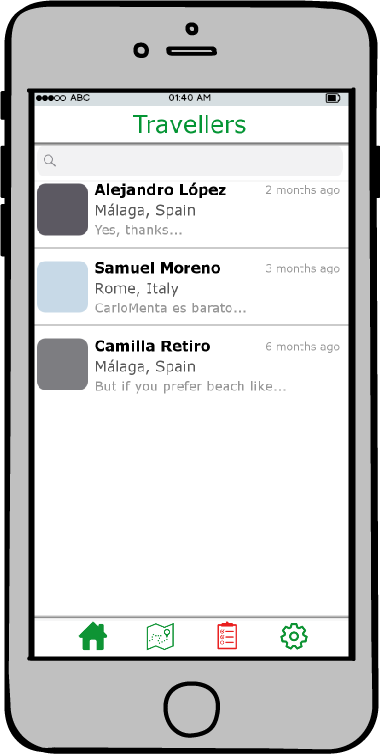 ABC 01:40 AM
Travellers
Alejandro López 2 months ago
Málaga, Spain
Yes, thanks...
Samuel Moreno 3 months ago
Rome, Italy
CarloMenta es barato...
Camilla Retiro 6 months ago
Málaga, Spain
But if you prefer beach like...